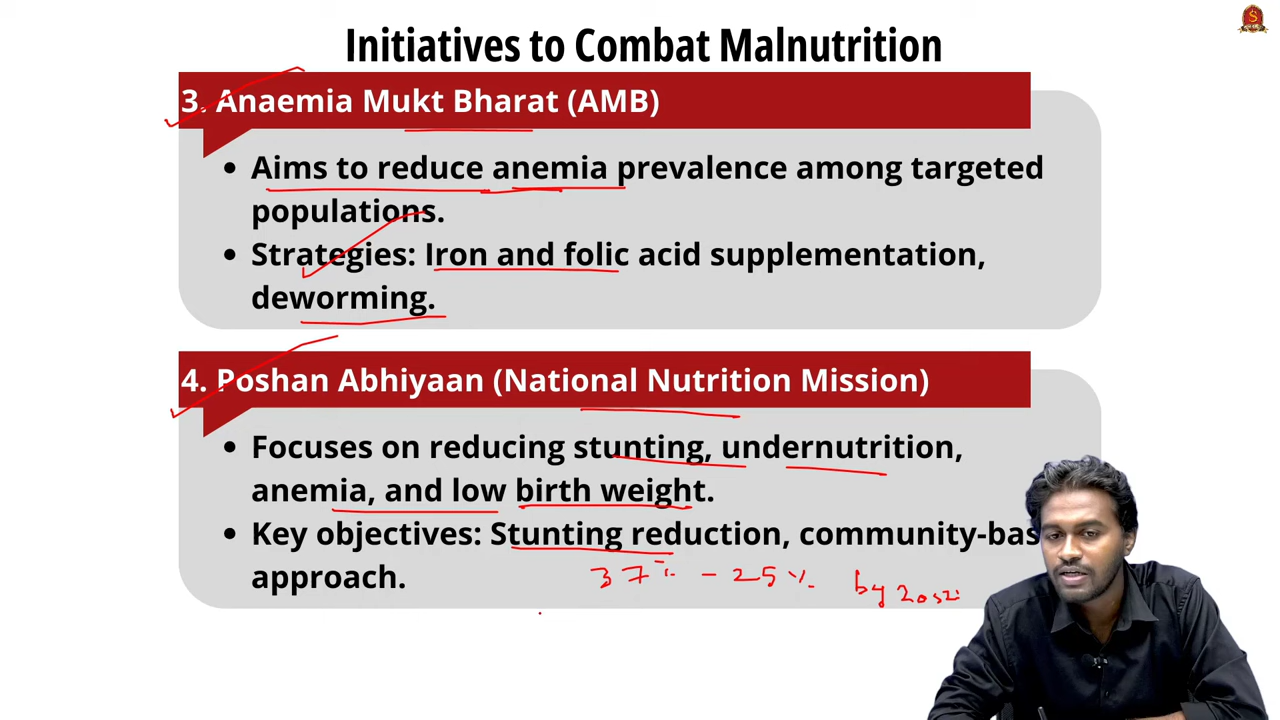 Initiatives to Combat Malnutrition
3. Anaemia Mukt Bharat (AMB)
• Aims to reduce anemia prevalence among targeted
populations.
• Strategies: Iron and folic acid supplementation,
deworming.
4. Poshan Abhiyaan (National Nutrition Mission)
• Focuses on reducing stunting, undernutrition,
anemia, and low birth weight.
• Key objectives: Stunting reduction, community-bas
approach.
37% - 25% by